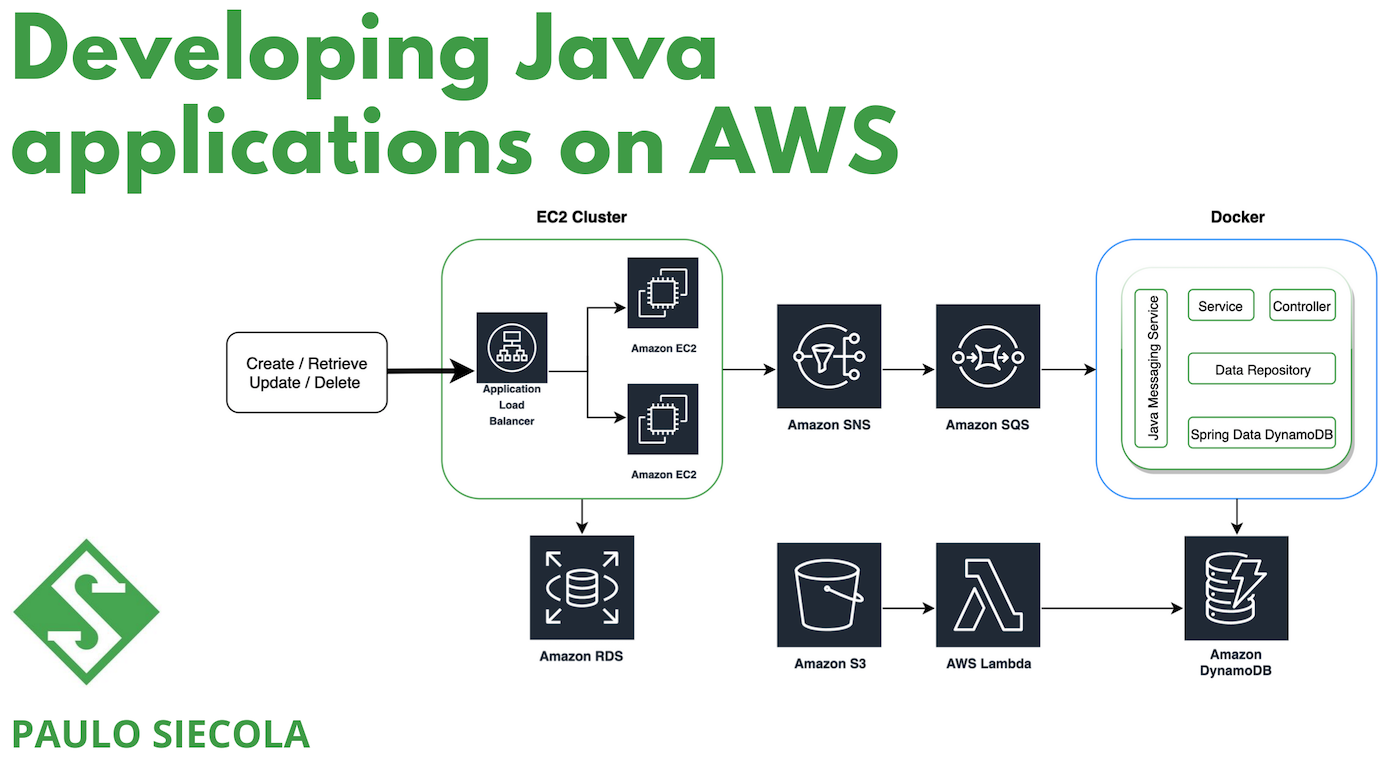 Developing Java
applications on AWS
EC2 Cluster
Docker
Create / Retrieve
Update / Delete
Application
Load
Balancer
Amazon EC2
Amazon EC2
Amazon SNS
Amazon SQS
Java Messaging Service
Service
Controller
Data Repository
Spring Data DynamoDB
Amazon RDS
Amazon S3
AWS Lambda
Amazon
DynamoDB
PAULO SIECOLA